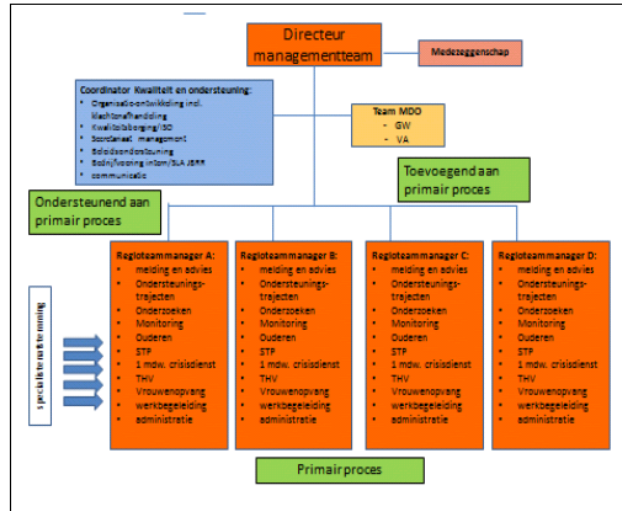 Directeur
managementteam
Medezeggenschap
Coordinator Kwaliteit en ondersteuning:
Organisatieontwikkeling incl.
klachtenafhandeling
Kwaliteitsborging/ISO
Secretariaat management
Beleidsondersteuning
Bedrijfvoering intern/SLA JBRR
communicatie
Team MDO
- GW
- VA
Toevoegend aan
primair proces
Ondersteunend aan
primair proces
specialistenafstemming
Regioteammanager A:
melding en advies
Ondersteunings-
trajecten
Onderzoeken
Monitoring
Ouderen
STP
1 mdw. crisisdienst
THV
Vrouwenopvang
werkbegeleiding
administratie
Regioteammanager B:
melding en advies
Ondersteunings-
trajecten
Onderzoeken
Monitoring
Ouderen
STP
1 mdw. crisisdienst
THV
Vrouwenopvang
werkbegeleiding
administratie
Regioteammanager C:
melding en advies
Ondersteunings-
trajecten
Onderzoeken
Monitoring
Ouderen
STP
1 mdw. crisisdienst
THV
Vrouwenopvang
werkbegeleiding
administratie
Regioteammanager D:
melding en advies
Ondersteunings-
trajecten
Onderzoeken
Monitoring
Ouderen
STP
1 mdw. crisisdienst
THV
Vrouwenopvang
werkbegeleiding
administratie
Primair proces